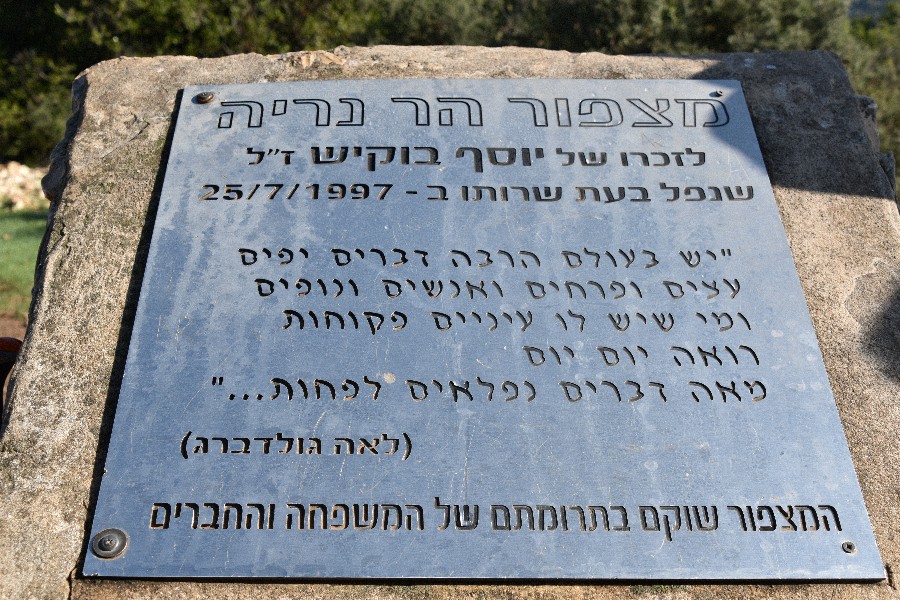 מצפור הר נריה
לזכרו של יוסף בוקיש ז"ל
שנפל בעת שרותו ב - 25/7/1997
"יש בעולם הרבה דברים יפים
עצים ופרחים ואנשים ונופים
ומי שיש לו עיניים פקוחות
רואה יום יום
מאה דברים נפלאים לפחות..."
(לאה גולדברג)
המצפור שוקם בתרומתם של המשפחה והחברים